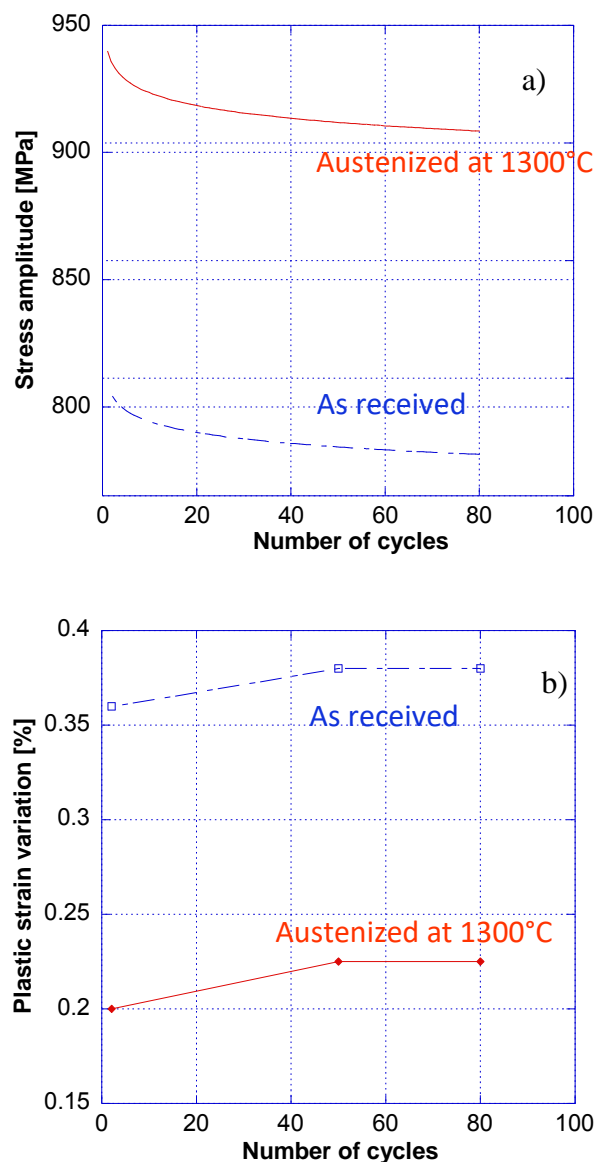 950
a)
900
Austenized at 1300°C
Stress amplitude [MPa]
850
As received
800
0 20 40 60 80 100
Number of cycles
0.4
b)
0.35
As received
Plastic strain variation [%]
0.3
0.25
Austenized at 1300°C
0.2
0.15
0 20 40 60 80 100
Number of cycles